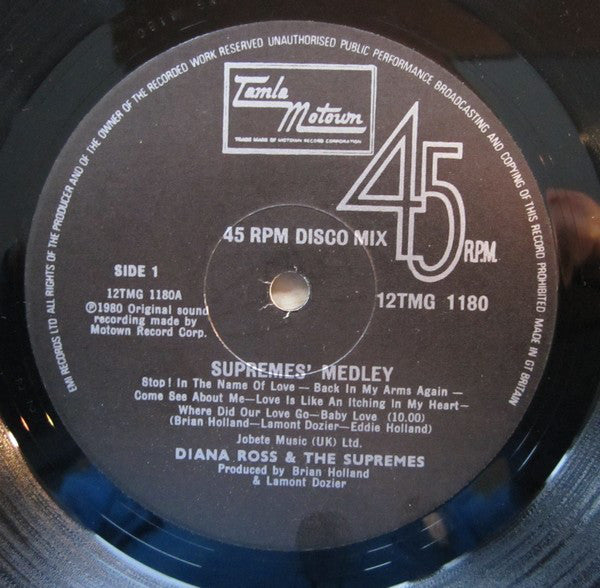 EMI RECORDS LTD ALL RIGHTS OF THE PRODUCER AND OF THE OWNER OF THE RECORDED WORK RESERVED UNAUTHORISED PUBLIC PERFORMANCE BROADCASTING AND COPYING OF THIS RECORD PROHIBITED MADE IN GT BRITAIN
Tamla
Motown
TRADE MARK OF MOTOWN RECORD CORPORATION
45
R.P.M.
45 RPM DISCO MIX
SIDE 1
12TMG 1180A
℗1980 Original sound
recording made by
Motown Record Corp.
12TMG 1180
SUPREMES' MEDLEY
Stop! In The Name Of Love — Back In My Arms Again —
Come See About Me—Love Is Like An Itching In My Heart—
Where Did Our Love Go—Baby Love (10.00)
(Brian Holland—Lamont Dozier—Eddie Holland)
Jobete Music (UK) Ltd.
DIANA ROSS & THE SUPREMES
Produced by Brian Holland
& Lamont Dozier